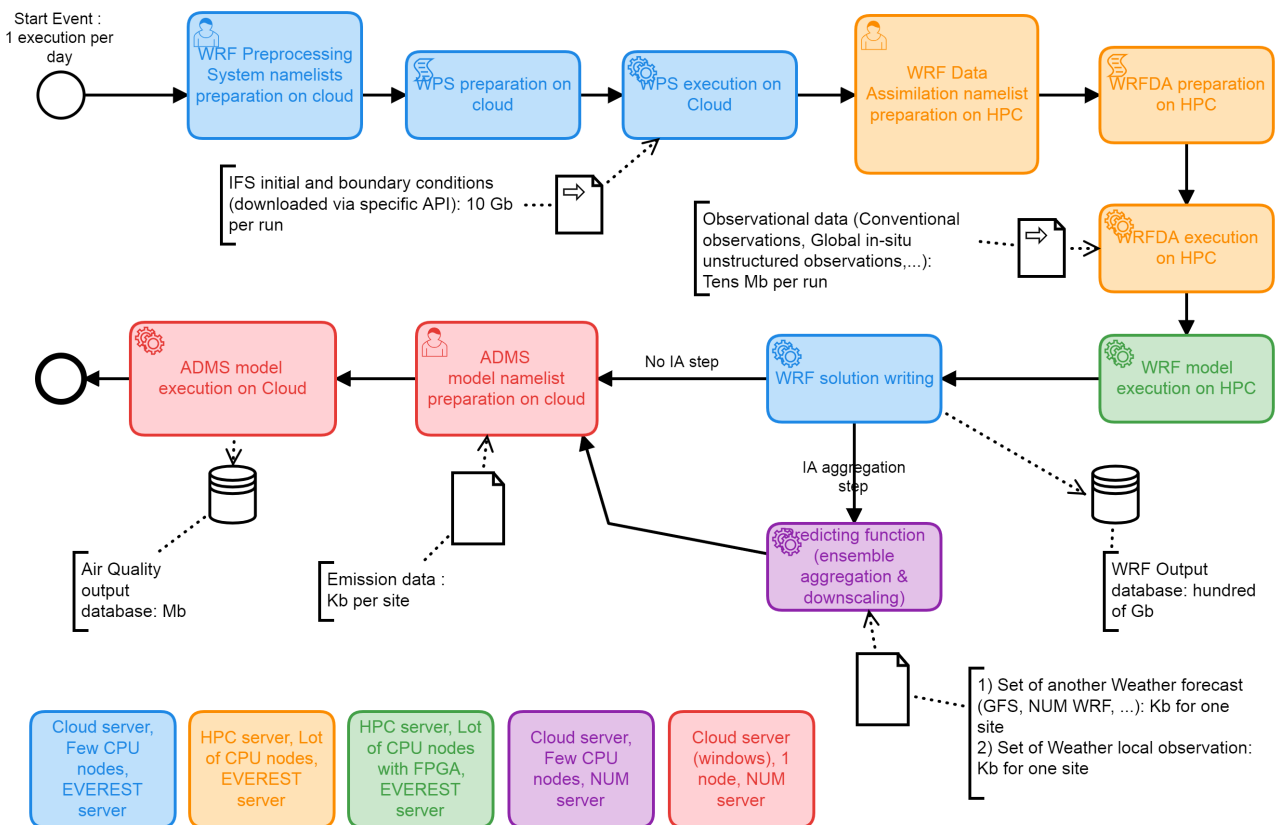 Start Event :
1 execution per
day
WRF Preprocessing
System namelists
preparation on cloud
WPS preparation on
cloud
WPS execution on
Cloud
WRF Data
Assimilation namelist
preparation on HPC
WRFDA preparation
on HPC
IFS initial and boundary conditions
(downloaded via specific API): 10 Gb
per run
Observational data (Conventional
observations, Global in-situ
unstructured observations,...):
Tens Mb per run
WRFDA execution
on HPC
ADMS model
execution on Cloud
ADMS
model namelist
preparation on cloud
No IA step
WRF solution writing
WRF model
execution on HPC
IA aggregation
step
Predicting function
(ensemble
aggregation &
downscaling)
Air Quality
output
database: Mb
Emission data :
Kb per site
WRF Output
database: hundred
of Gb
1) Set of another Weather forecast
(GFS, NUM WRF, ...): Kb for one
site
2) Set of Weather local observation:
Kb for one site
Cloud server,
Few CPU
nodes,
EVEREST
server
HPC server, Lot
of CPU nodes,
EVEREST
server
HPC server, Lot
of CPU nodes
with FPGA,
EVEREST
server
Cloud server,
Few CPU
nodes, NUM
server
Cloud server
(windows), 1
node, NUM
server